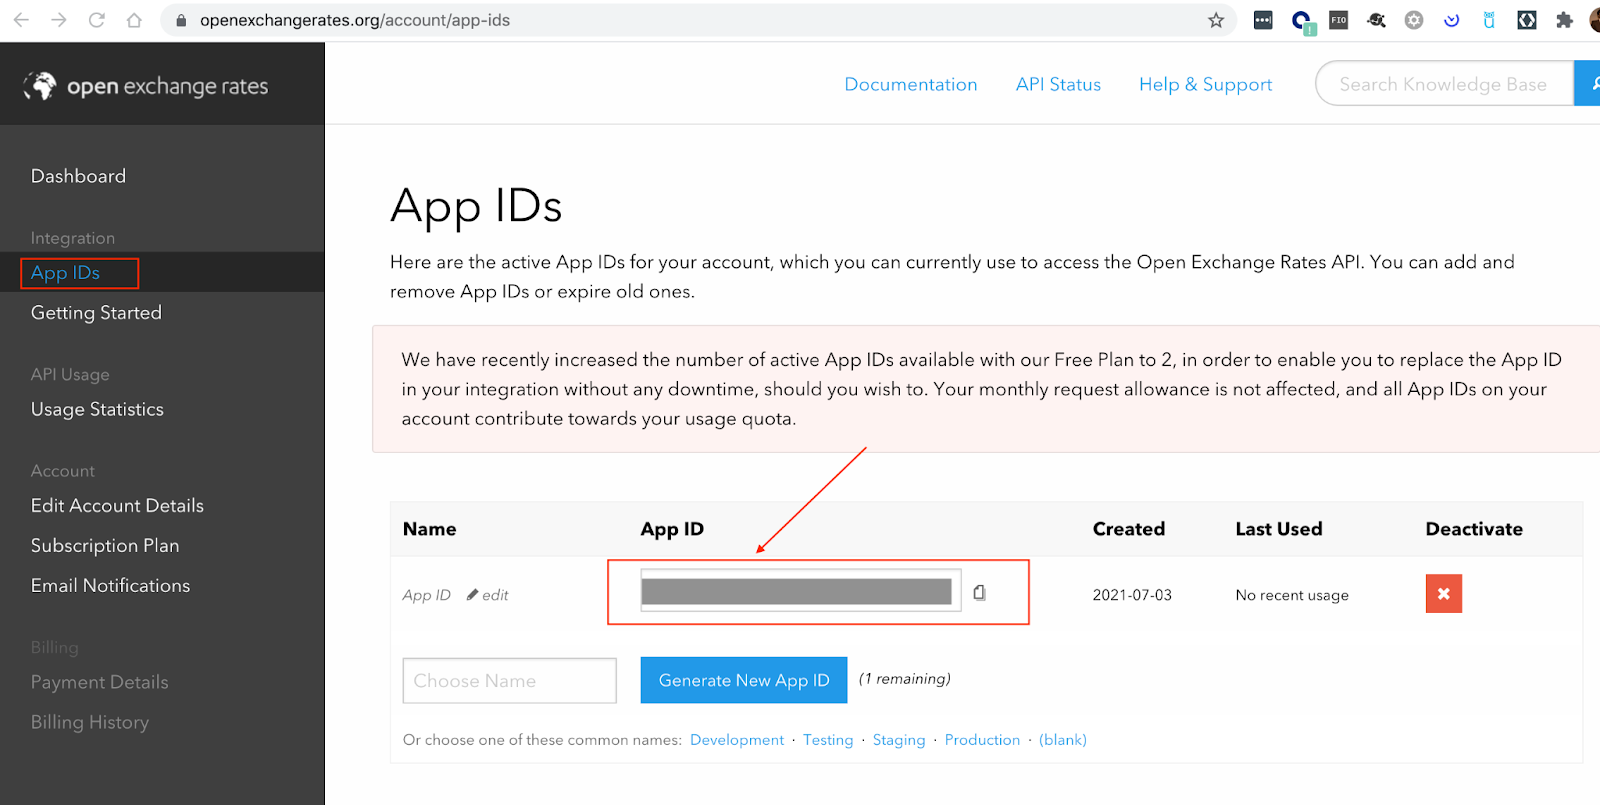 openexchangerates.org/account/app-ids
FIO
open exchange rates
Documentation
API Status
Help & Support
Search Knowledge Base
Dashboard
Integration
App IDs
Getting Started
API Usage
Usage Statistics
Account
Edit Account Details
Subscription Plan
Email Notifications
Billing
Payment Details
Billing History
App IDs
Here are the active App IDs for your account, which you can currently use to access the Open Exchange Rates API. You can add and
remove App IDs or expire old ones.
We have recently increased the number of active App IDs available with our Free Plan to 2, in order to enable you to replace the App ID
in your integration without any downtime, should you wish to. Your monthly request allowance is not affected, and all App IDs on your
account contribute towards your usage quota.
Name App ID Created Last Used Deactivate
App ID edit 2021-07-03 No recent usage
Choose Name Generate New App ID (1 remaining)
Or choose one of these common names: Development · Testing · Staging · Production · (blank)